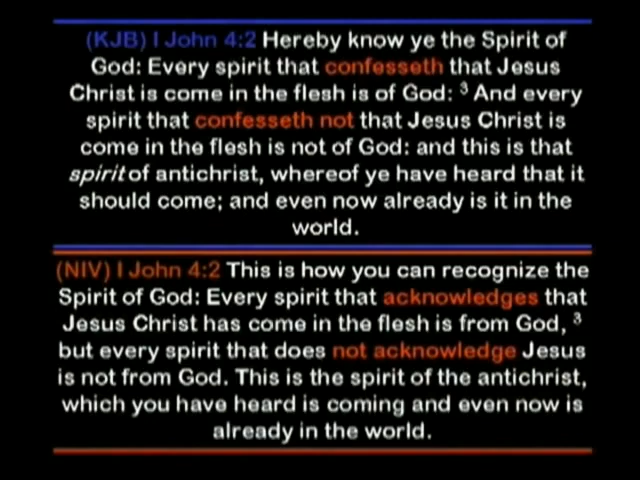 (KJB) I John 4:2 Hereby know ye the Spirit of
God: Every spirit that confesseth that Jesus
Christ is come in the flesh is of God: ³ And every
spirit that confesseth not that Jesus Christ is
come in the flesh is not of God: and this is that
spirit of antichrist, whereof ye have heard that it
should come; and even now already is it in the
world.
(NIV) I John 4:2 This is how you can recognize the
Spirit of God: Every spirit that acknowledges that
Jesus Christ has come in the flesh is from God, ³
but every spirit that does not acknowledge Jesus
is not from God. This is the spirit of the antichrist,
which you have heard is coming and even now is
already in the world.